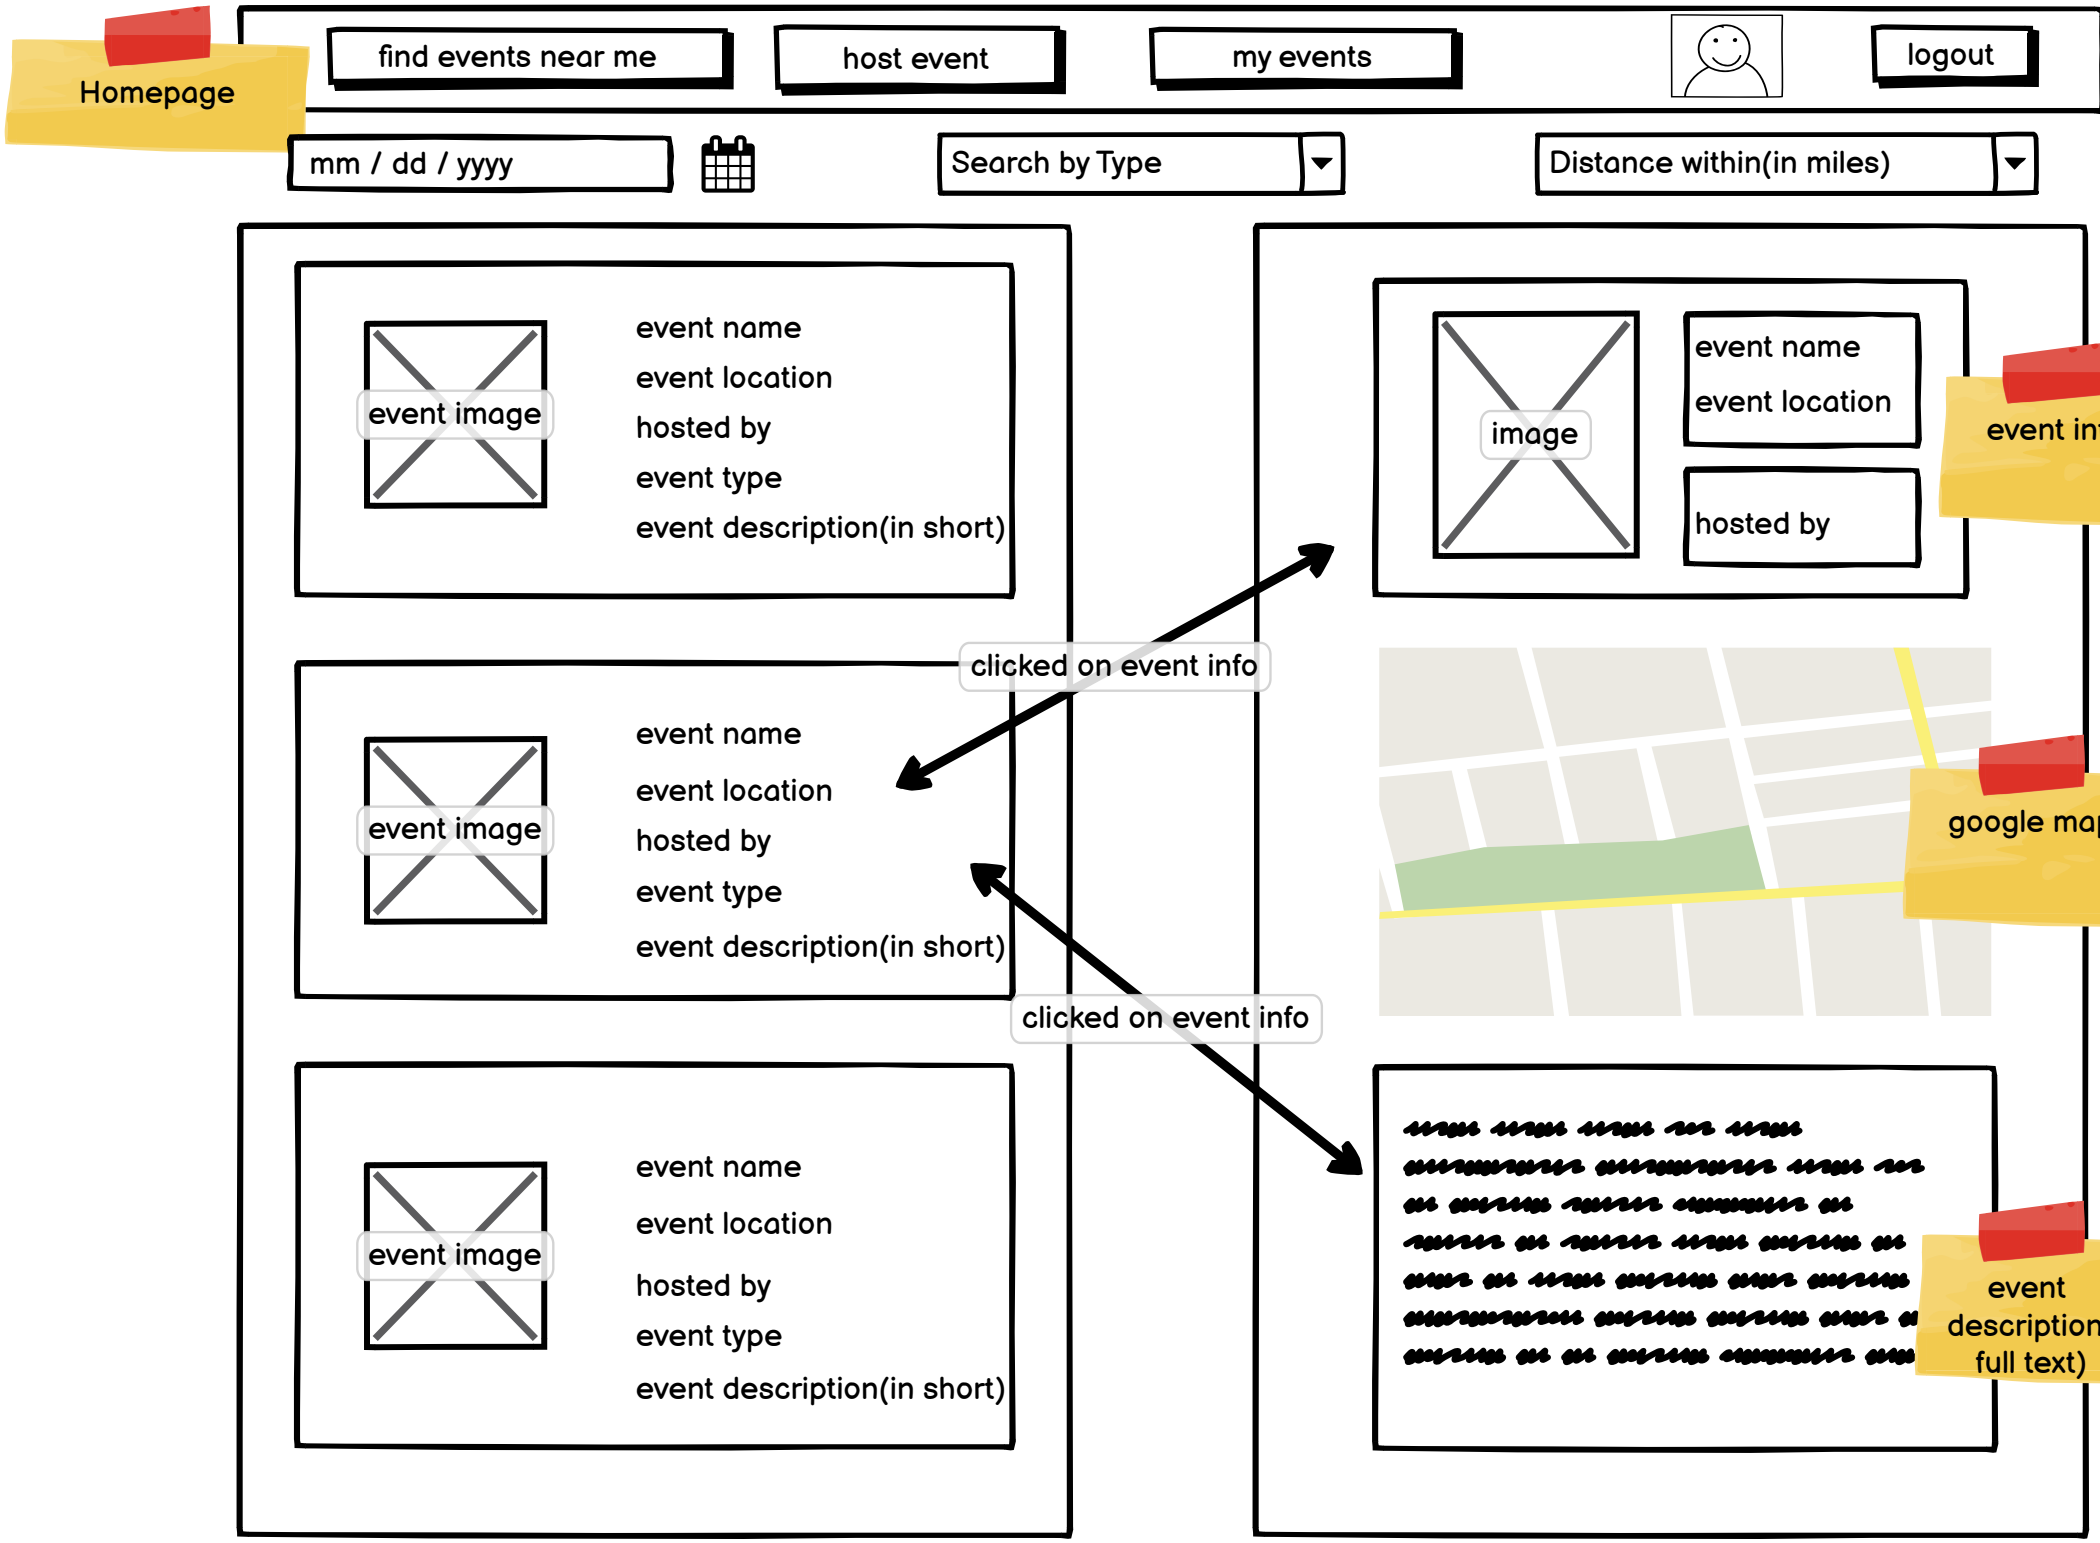 Homepage
find events near me
host event
my events
logout
mm / dd / yyyy
Search by Type
Distance within(in miles)
event image
event name
event location
hosted by
event type
event description(in short)
event image
event name
event location
hosted by
event type
event description(in short)
event image
event name
event location
hosted by
event type
event description(in short)
clicked on event info
clicked on event info
image
event name
event location
hosted by
event
google
event
description
full text)